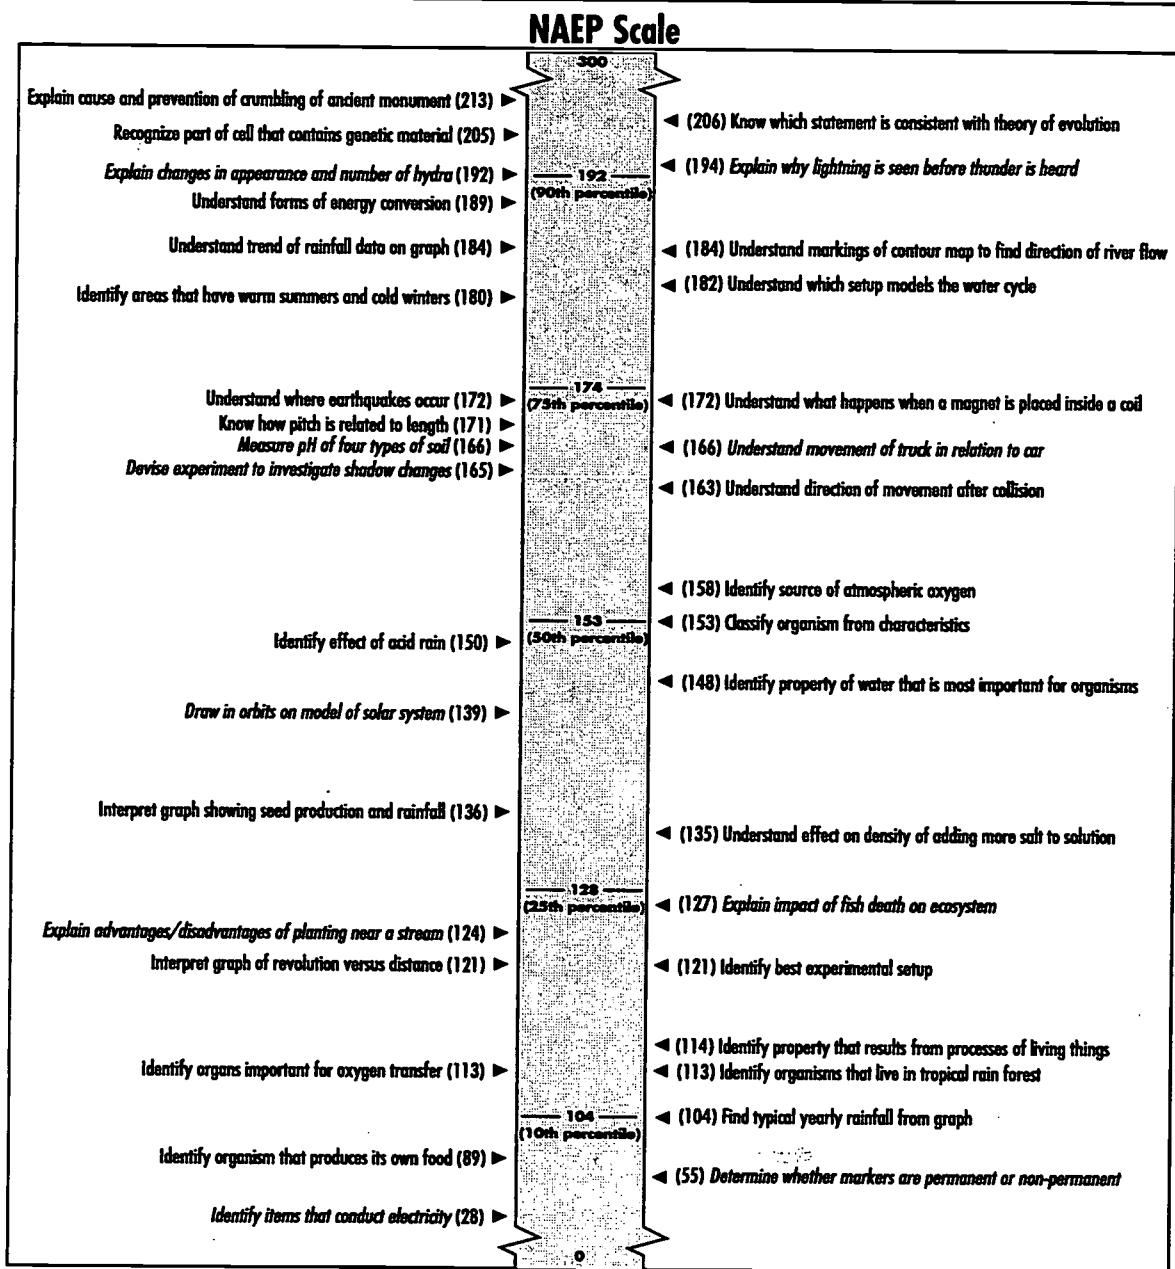 NAEP Scale
300
Explain cause and prevention of crumbling of ancient monument (213) ►
◄ (206) Know which statement is consistent with theory of evolution
Recognize part of cell that contains genetic material (205) ►
◄ (194) Explain why lightning is seen before thunder is heard
Explain changes in appearance and number of hydra (192) ►
192
(90th percentile)
Understand forms of energy conversion (189) ►
Understand trend of rainfall data on graph (184) ►
◄ (184) Understand markings of contour map to find direction of river flow
◄ (182) Understand which setup models the water cycle
Identify areas that have warm summers and cold winters (180) ►
174
(75th percentile)
Understand where earthquakes occur (172) ►
◄ (172) Understand what happens when a magnet is placed inside a coil
Know how pitch is related to length (171) ►
Measure pH of four types of soil (166) ►
◄ (166) Understand movement of truck in relation to car
Devise experiment to investigate shadow changes (165) ►
◄ (163) Understand direction of movement after collision
◄ (158) Identify source of atmospheric oxygen
153
(50th percentile)
◄ (153) Classify organism from characteristics
Identify effect of acid rain (150) ►
◄ (148) Identify property of water that is most important for organisms
Draw in orbits on model of solar system (139) ►
Interpret graph showing seed production and rainfall (136) ►
◄ (135) Understand effect on density of adding more salt to solution
128
(25th percentile)
◄ (127) Explain impact of fish death on ecosystem
Explain advantages/disadvantages of planting near a stream (124) ►
Interpret graph of revolution versus distance (121) ►
◄ (121) Identify best experimental setup
◄ (114) Identify property that results from processes of living things
Identify organs important for oxygen transfer (113) ►
◄ (113) Identify organisms that live in tropical rain forest
104
(10th percentile)
◄ (104) Find typical yearly rainfall from graph
Identify organism that produces its own food (89) ►
◄ (55) Determine whether markers are permanent or non-permanent
Identify items that conduct electricity (28) ►
0